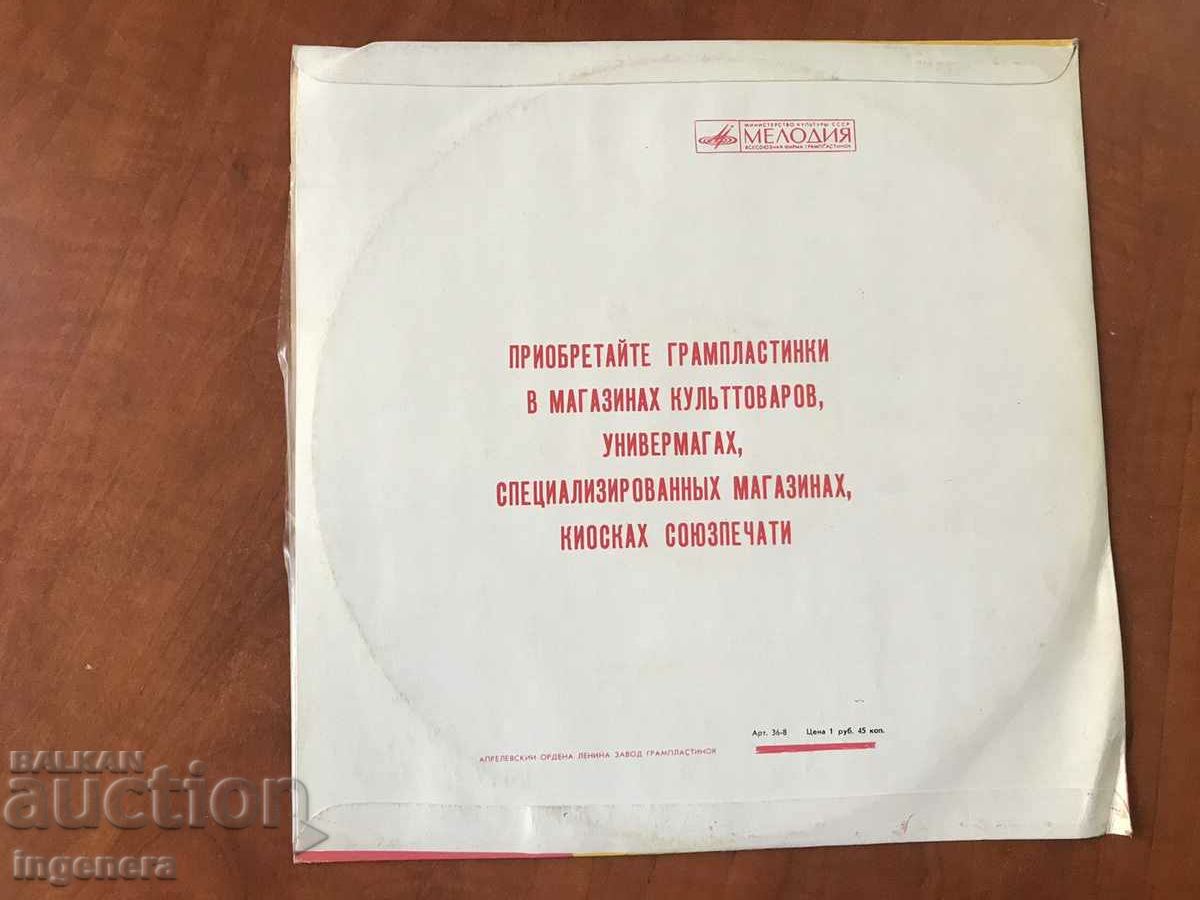 МИНИСТЕРСТВО КУЛЬТУРЫ СССР
МЕЛОДИЯ
ВСЕСОЮЗНАЯ ФИРМА ГРАМПЛАСТИНОК
ПРИОБРЕТАЙТЕ ГРАМПЛАСТИНКИ
В МАГАЗИНАХ КУЛЬТТОВАРОВ,
УНИВЕРМАГАХ,
СПЕЦИАЛИЗИРОВАННЫХ МАГАЗИНАХ,
КИОСКАХ СОЮЗПЕЧАТИ
Арт. 36-8 Цена 1 руб. 45 коп.
АПРЕЛЕВСКИЙ ОРДЕНА ЛЕНИНА ЗАВОД ГРАМПЛАСТИНОК
BALKAN
auction
ingenera